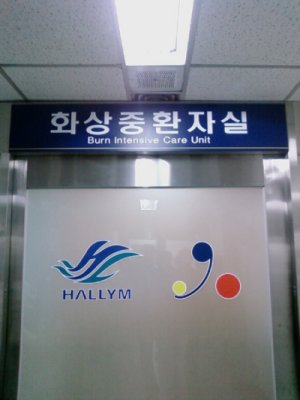 화상중환자실
Burn Intensive Care Unit
HALLYM